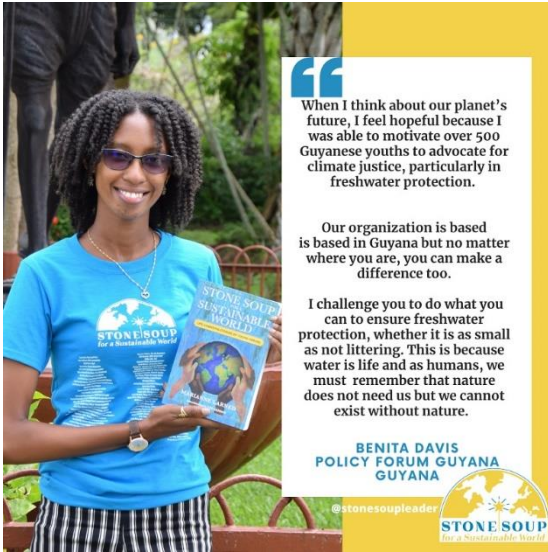 When I think about our planet's
future, I feel hopeful because I
was able to motivate over 500
Guyanese youths to advocate for
climate justice, particularly in
freshwater protection.
Our organization is based
is based in Guyana but no matter
where you are, you can make a
difference too.
I challenge you to do what you
can to ensure freshwater
protection, whether it is as small
as not littering. This is because
water is life and as humans, we
must remember that nature
does not need us but we cannot
exist without nature.
BENITA DAVIS
POLICY FORUM GUYANA
GUYANA
@stonesoupleader
STONE SOUP
for a Sustainable World
STONE SOUP
for a Sustainable World
STONE SOUP
SUSTAINABLE
WORLD
MARIANNE LARNED